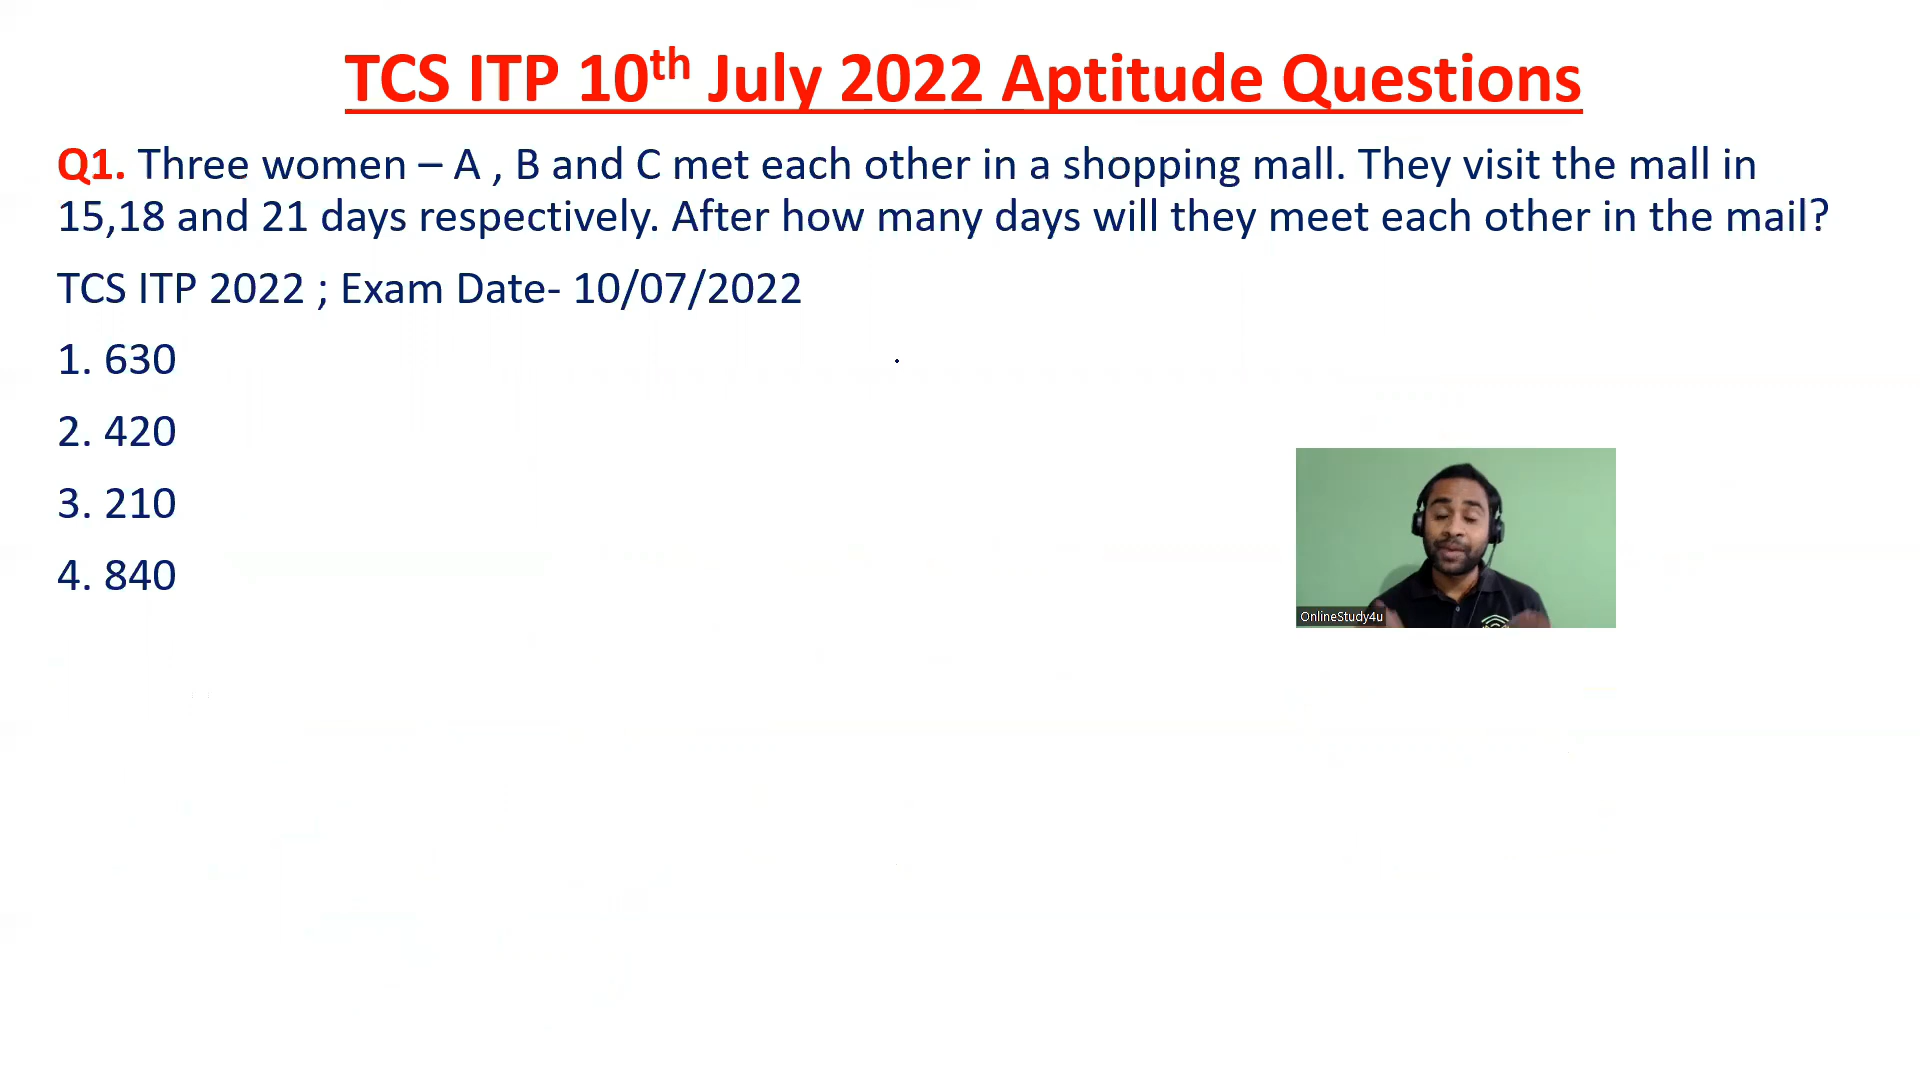 TCS ITP 10th July 2022 Aptitude Questions
Q1. Three women – A , B and C met each other in a shopping mall. They visit the mall in
15,18 and 21 days respectively. After how many days will they meet each other in the mail?
TCS ITP 2022 ; Exam Date- 10/07/2022
1. 630
2. 420
3. 210
4. 840
OnlineStudy4u